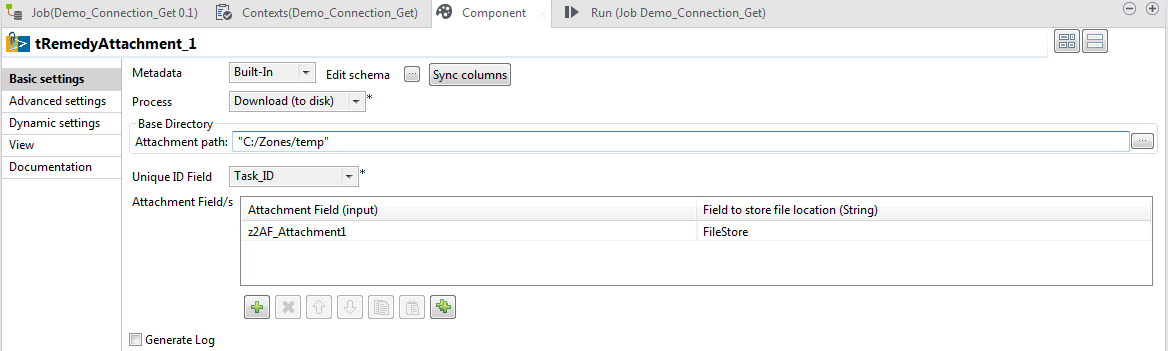 Job(Demo_Connection_Get 0.1) Contexts(Demo_Connection_Get) Component Run (Job Demo_Connection_Get)
tRemedyAttachment_1
Basic settings
Advanced settings
Dynamic settings
View
Documentation
Metadata Built-In Edit schema ... Sync columns
Process Download (to disk) *
Base Directory
Attachment path: "C:/Zones/temp" ...
Unique ID Field Task_ID *
Attachment Field/s
Attachment Field (input) Field to store file location (String)
z2AF_Attachment1 FileStore
Generate Log